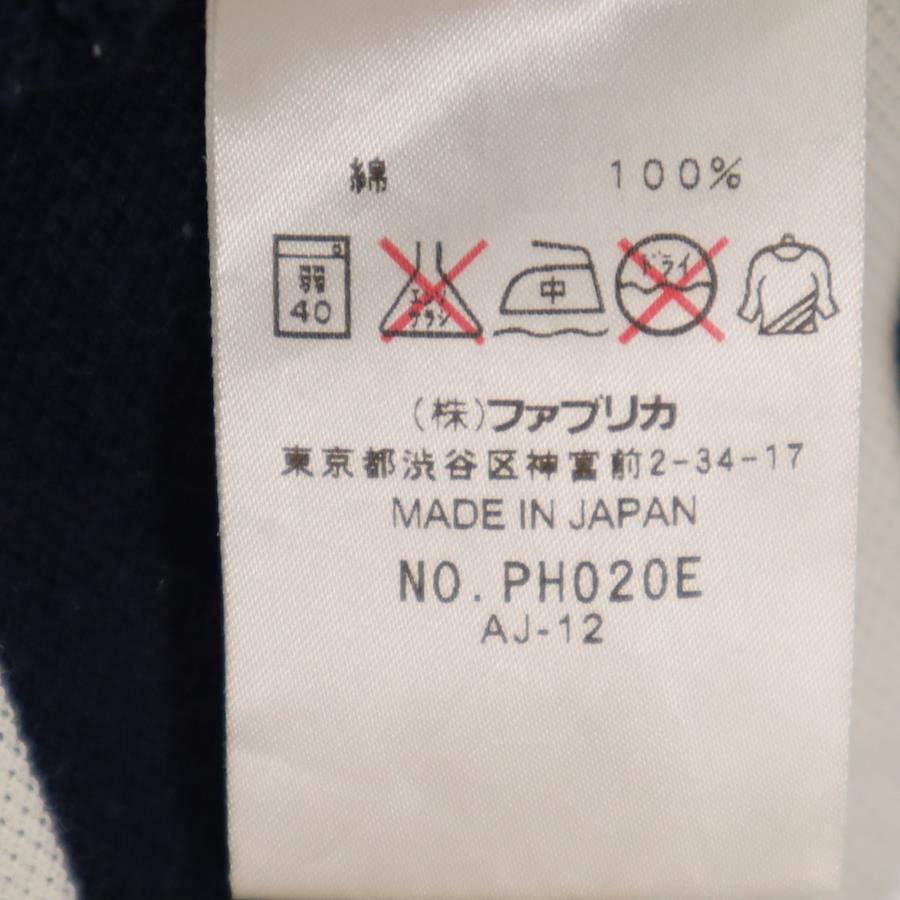 綿 100%
弱 40 エンソ サラシ 中 ドライ
(株)ファブリカ
東京都渋谷区神宮前2-34-17
MADE IN JAPAN
NO. PH020E
AJ-12